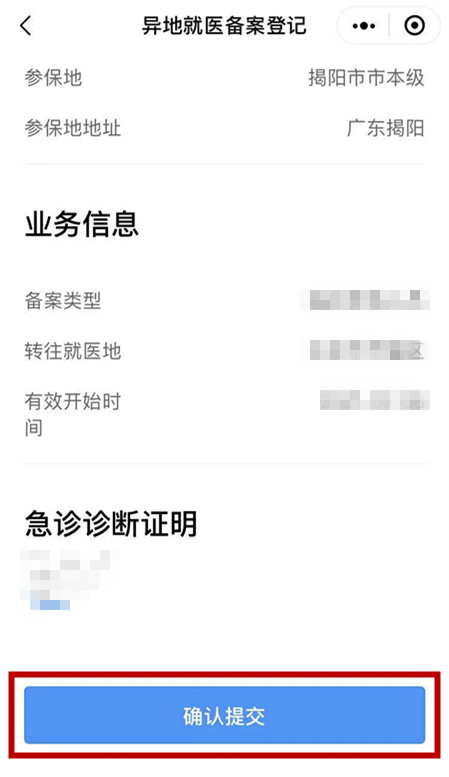 异地就医备案登记
参保地 揭阳市市本级
参保地地址 广东揭阳
业务信息
备案类型
转往就医地 区
有效开始时
间
急诊诊断证明
确认提交